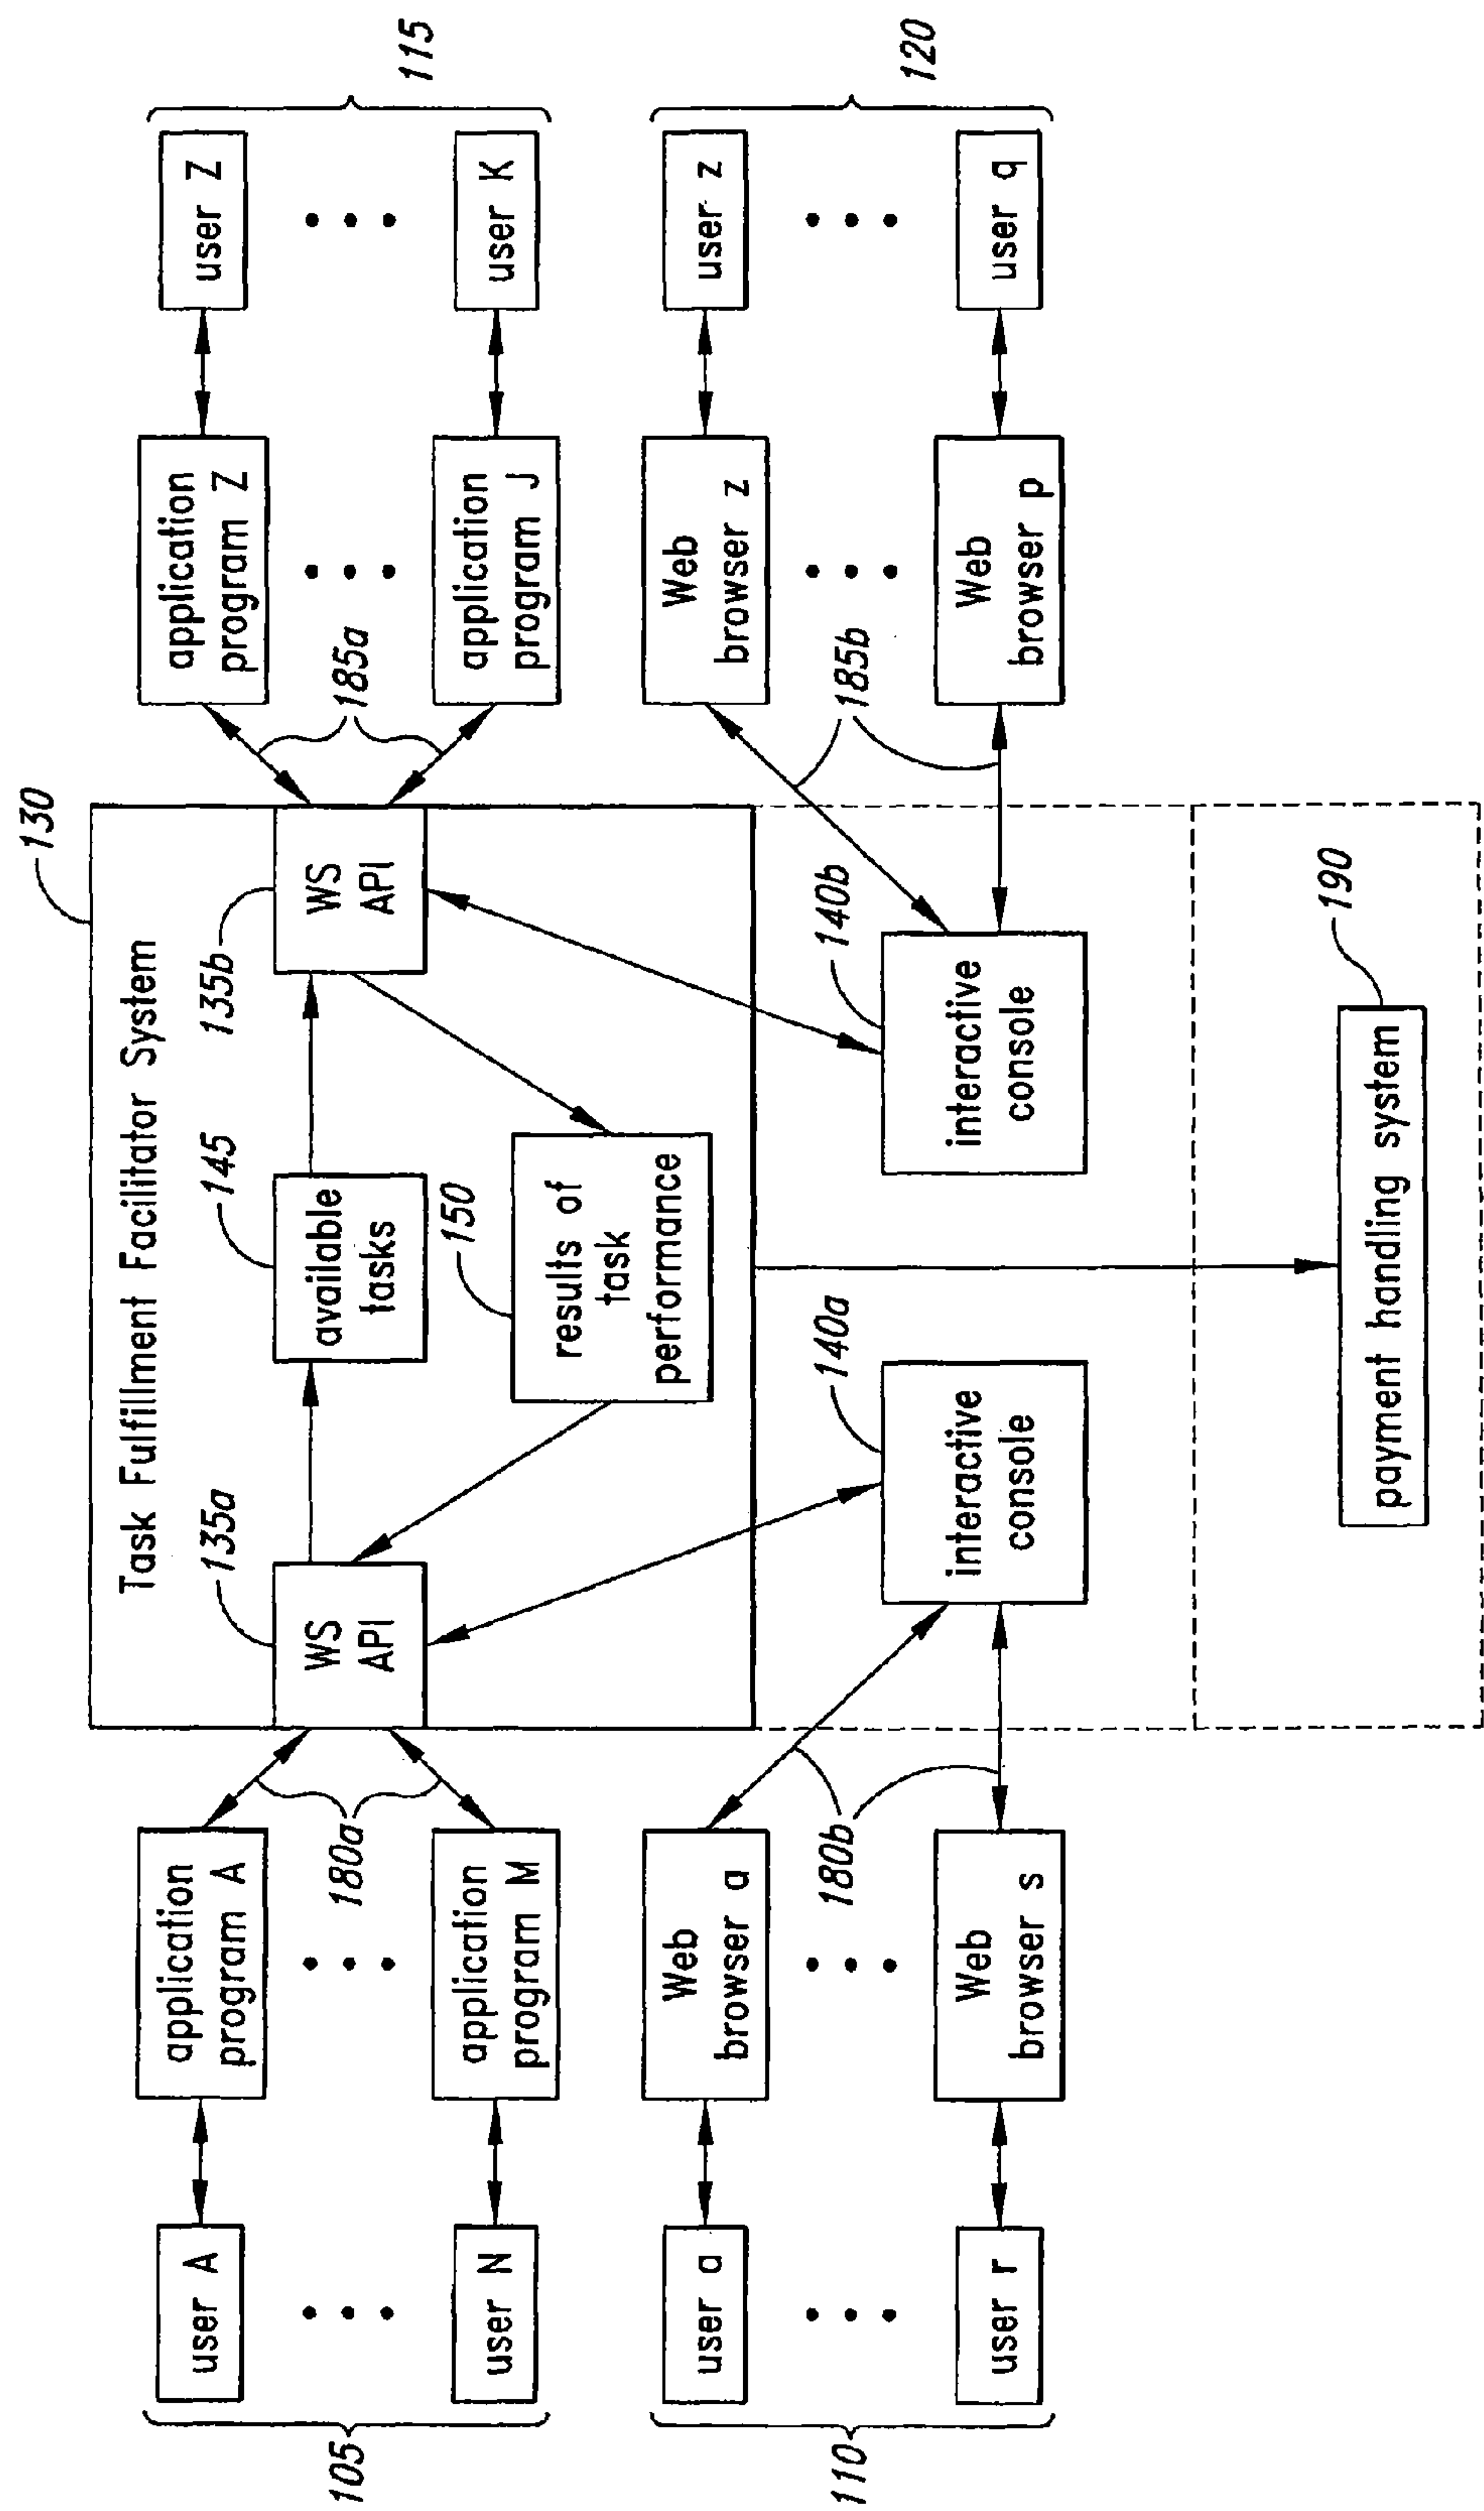 105
user A
user N
110
user a
user r
application
program A
180a
application
program M
Web
browser a
180b
Web
browser s
130
Task Fulfillment Facilitator System
135a
WS
API
145
available
tasks
135b
WS
API
150
results of
task
performance
140a
interactive
console
140b
interactive
console
190
payment handling system
application
program Z
185a
application
program J
Web
browser z
185b
Web
browser p
user Z
user K
115
user z
user q
120